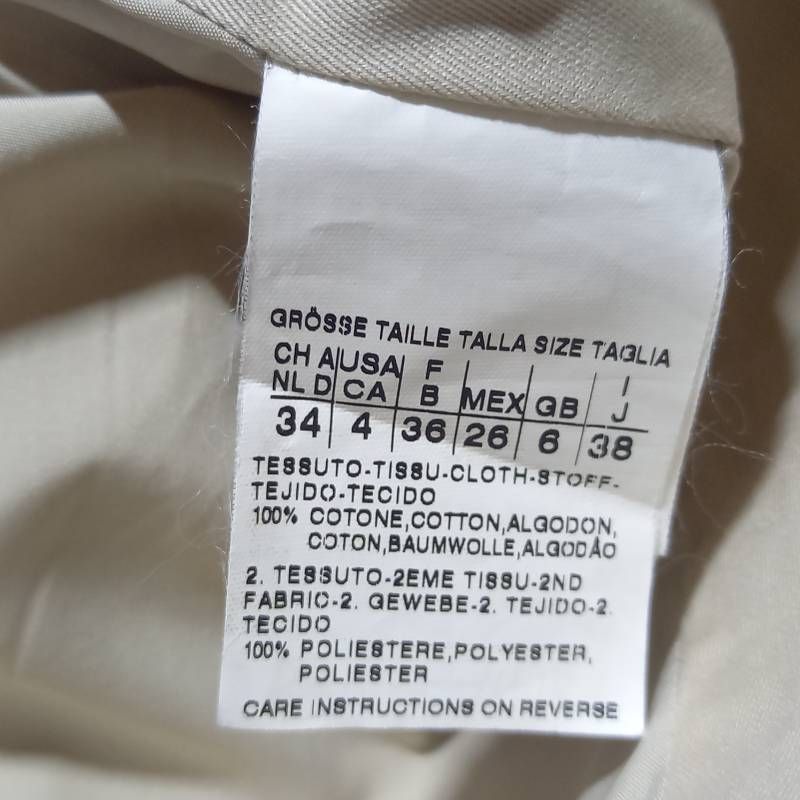 GRÖSSE TAILLE TALLA SIZE TAGLIA
CH A USA F I
NL D CA B MEX GB J
34 4 36 26 6 38
TESSUTO-TISSU-CLOTH-STOFF-
TEJIDO-TECIDO
100% COTONE,COTTON,ALGODON,
COTON,BAUMWOLLE,ALGODÃO
2. TESSUTO-2EME TISSU-2ND
FABRIC-2. GEWEBE-2. TEJIDO-2.
TECIDO
100% POLIESTERE,POLYESTER,
POLIESTER
CARE INSTRUCTIONS ON REVERSE